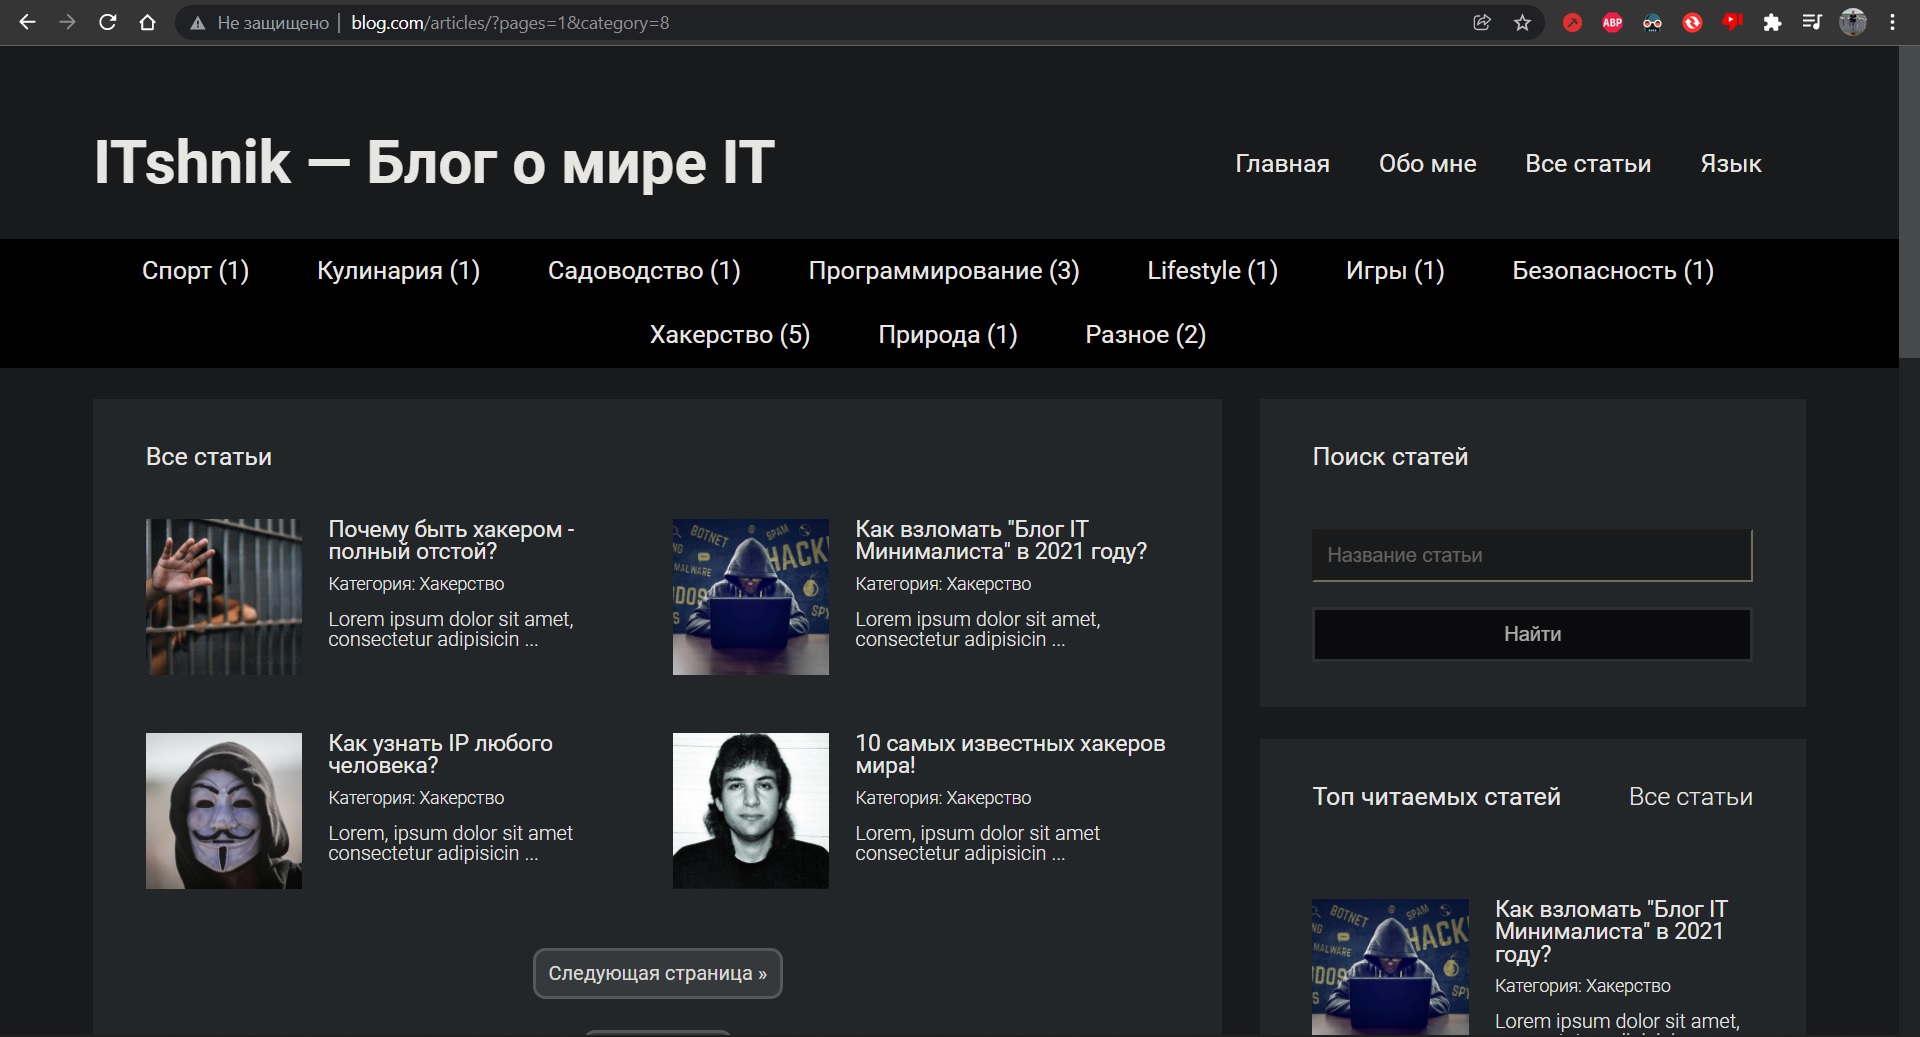 Не защищено | blog.com/articles/?pages=1&category=8
ABP
ITshnik — Блог о мире IT
Главная Обо мне Все статьи Язык
Спорт (1) Кулинария (1) Садоводство (1) Программирование (3) Lifestyle (1) Игры (1) Безопасность (1)
Хакерство (5) Природа (1) Разное (2)
Все статьи
Почему быть хакером -
полный отстой?
Категория: Хакерство
Lorem ipsum dolor sit amet,
consectetur adipisicin ...
BOTNET SPAM
HACK
MALWARE
Как взломать "Блог IT
Минималиста" в 2021 году?
Категория: Хакерство
Lorem ipsum dolor sit amet,
consectetur adipisicin ...
Как узнать IP любого
человека?
Категория: Хакерство
Lorem, ipsum dolor sit amet
consectetur adipisicin ...
10 самых известных хакеров
мира!
Категория: Хакерство
Lorem, ipsum dolor sit amet
consectetur adipisicin ...
Следующая страница »
Поиск статей
Название статьи
Найти
Топ читаемых статей Все статьи
BOTNET SPAM
HACK
MALWARE
Как взломать "Блог IT
Минималиста" в 2021
году?
Категория: Хакерство
Lorem ipsum dolor sit amet,